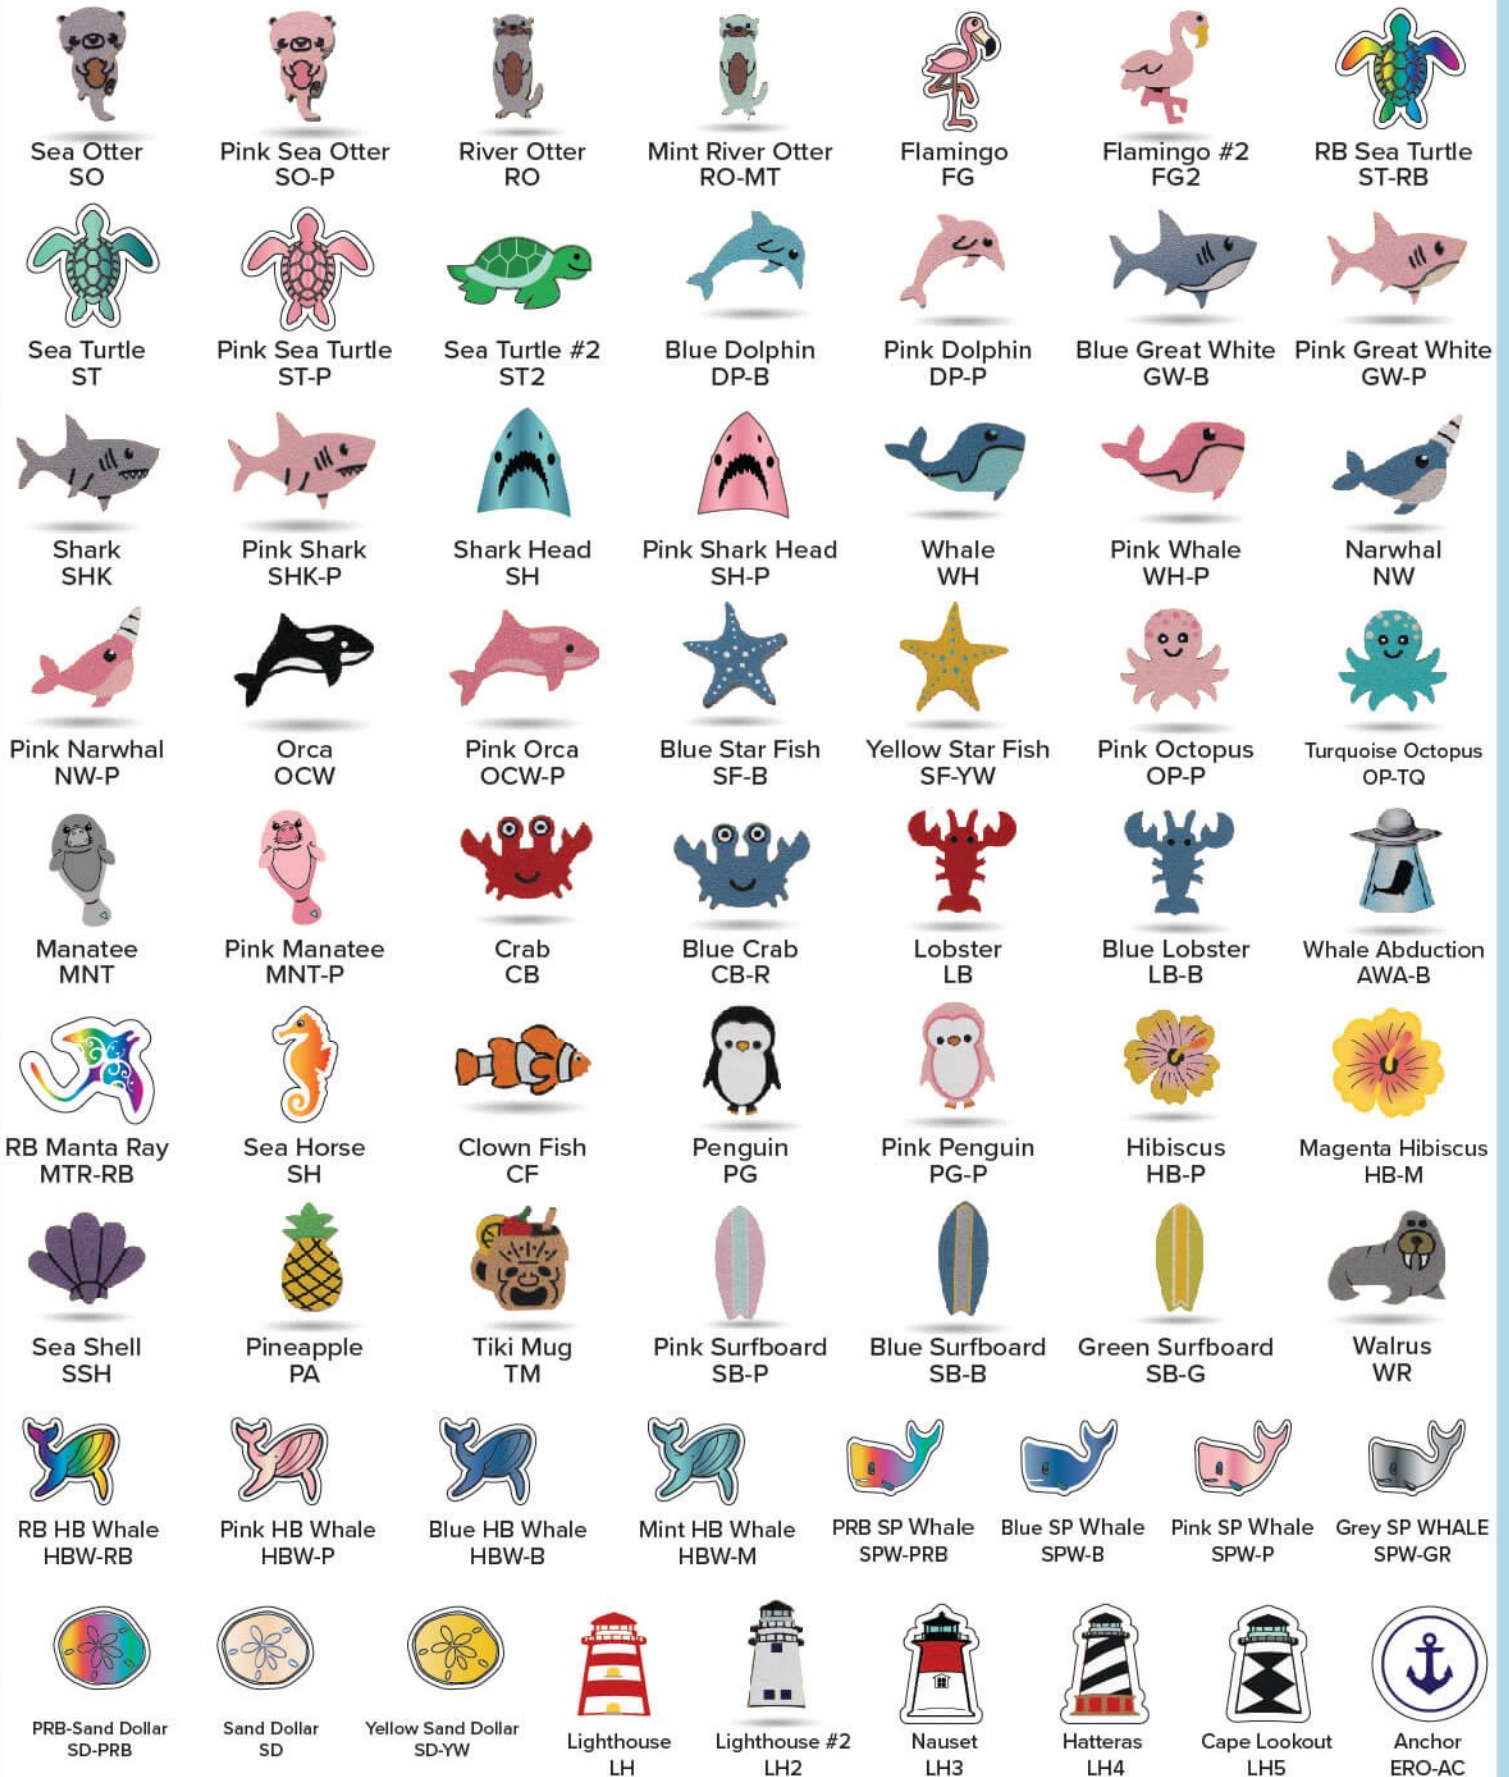 Sea Otter
SO
Pink Sea Otter
SO-P
River Otter
RO
Mint River Otter
RO-MT
Flamingo
FG
Flamingo #2
FG2
RB Sea Turtle
ST-RB
Sea Turtle
ST
Pink Sea Turtle
ST-P
Sea Turtle #2
ST2
Blue Dolphin
DP-B
Pink Dolphin
DP-P
Blue Great White
GW-B
Pink Great White
GW-P
Shark
SHK
Pink Shark
SHK-P
Shark Head
SH
Pink Shark Head
SH-P
Whale
WH
Pink Whale
WH-P
Narwhal
NW
Pink Narwhal
NW-P
Orca
OCW
Pink Orca
OCW-P
Blue Star Fish
SF-B
Yellow Star Fish
SF-YW
Pink Octopus
OP-P
Turquoise Octopus
OP-TQ
Manatee
MNT
Pink Manatee
MNT-P
Crab
CB
Blue Crab
CB-R
Lobster
LB
Blue Lobster
LB-B
Whale Abduction
AWA-B
RB Manta Ray
MTR-RB
Sea Horse
SH
Clown Fish
CF
Penguin
PG
Pink Penguin
PG-P
Hibiscus
HB-P
Magenta Hibiscus
HB-M
Sea Shell
SSH
Pineapple
PA
Tiki Mug
TM
Pink Surfboard
SB-P
Blue Surfboard
SB-B
Green Surfboard
SB-G
Walrus
WR
RB HB Whale
HBW-RB
Pink HB Whale
HBW-P
Blue HB Whale
HBW-B
Mint HB Whale
HBW-M
PRB SP Whale
SPW-PRB
Blue SP Whale
SPW-B
Pink SP Whale
SPW-P
Grey SP WHALE
SPW-GR
PRB-Sand Dollar
SD-PRB
Sand Dollar
SD
Yellow Sand Dollar
SD-YW
Lighthouse
LH
Lighthouse #2
LH2
Nauset
LH3
Hatteras
LH4
Cape Lookout
LH5
Anchor
ERO-AC